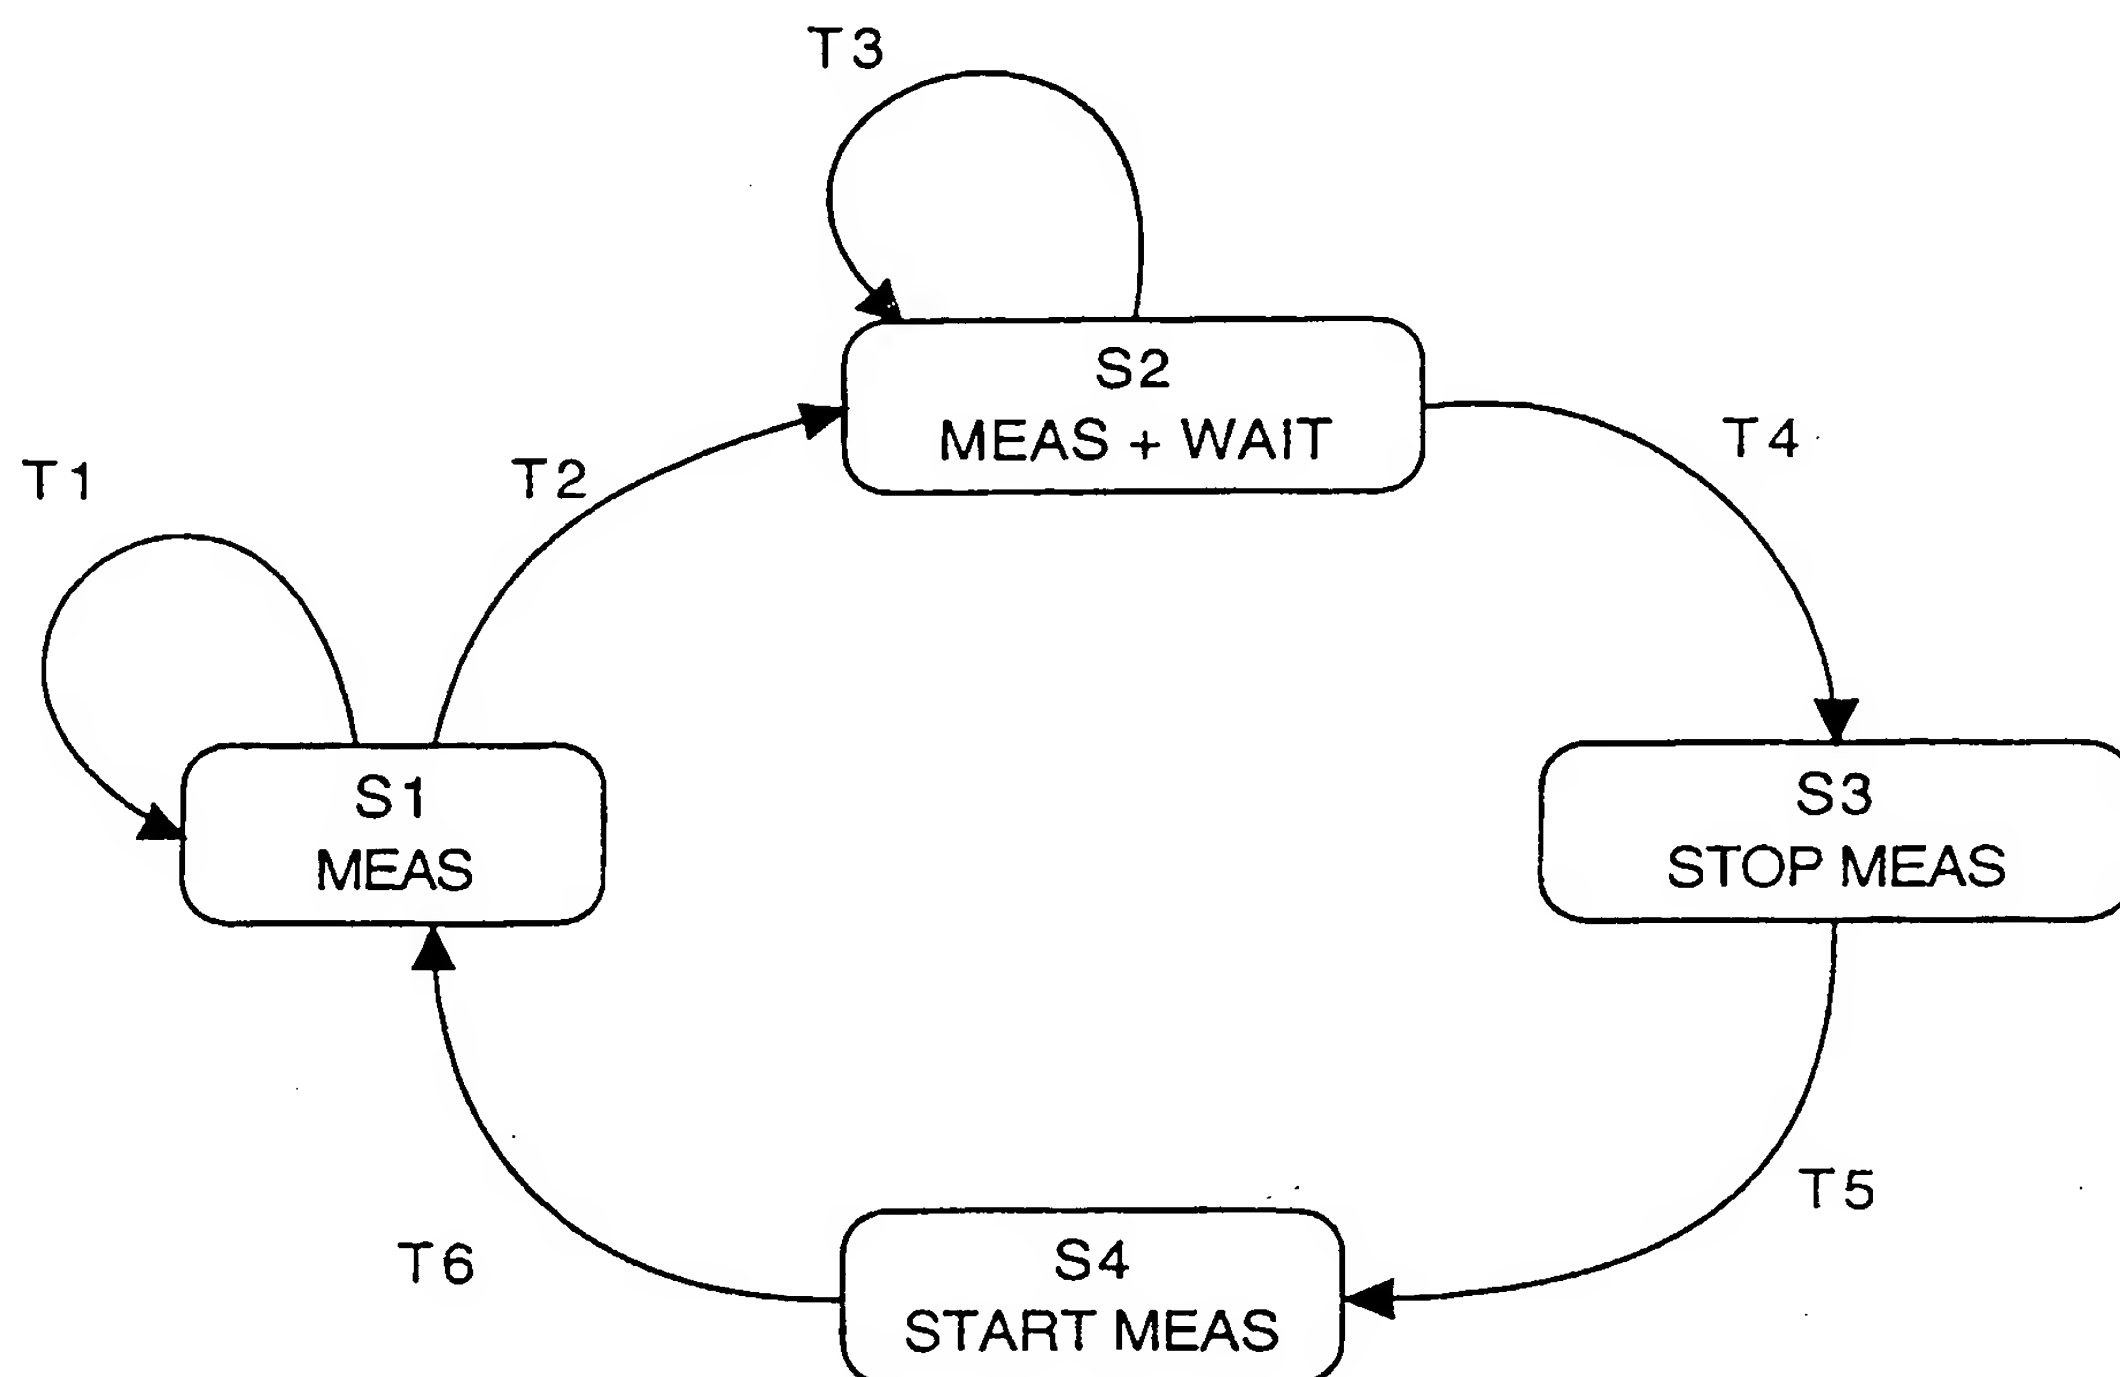 T3
S2
MEAS + WAIT
T4
T1
T2
S1
MEAS
S3
STOP MEAS
T5
T6
S4
START MEAS